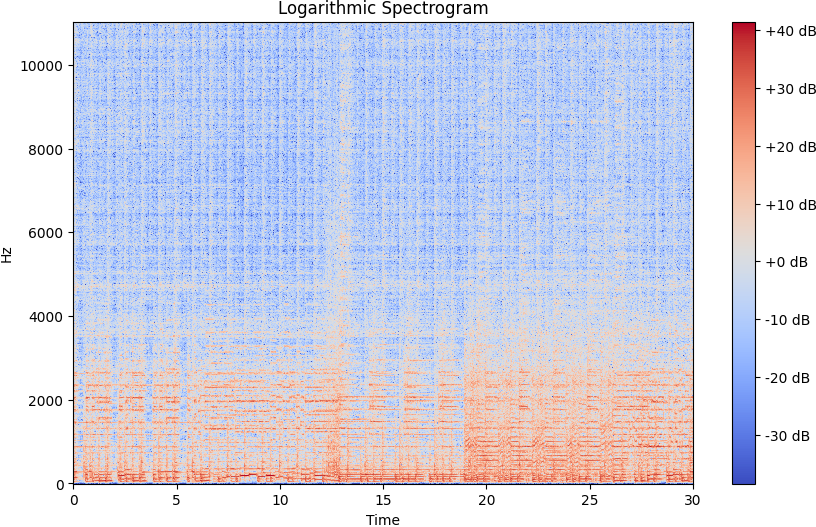 Logarithmic Spectrogram
Hz
10000
8000
6000
4000
2000
0
0 5 10 15 20 25 30
Time
+40 dB
+30 dB
+20 dB
+10 dB
+0 dB
-10 dB
-20 dB
-30 dB